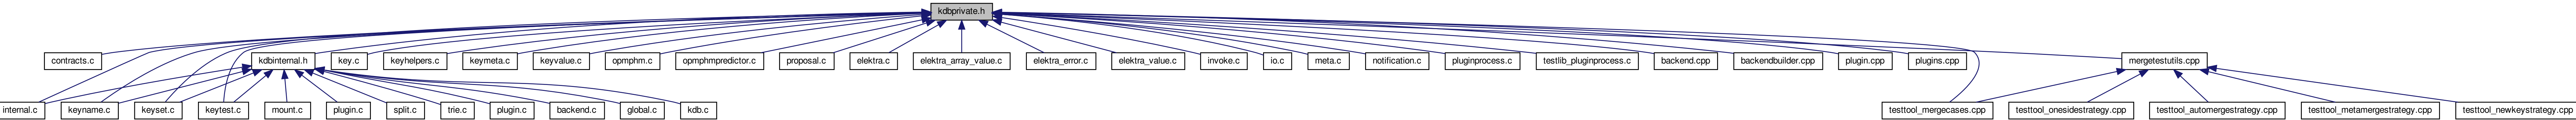 kdbprivate.h
contracts.c
kdbinternal.h
key.c
keyhelpers.c
keymeta.c
keyvalue.c
opmphm.c
opmphmpredictor.c
proposal.c
elektra.c
elektra_array_value.c
elektra_error.c
elektra_value.c
invoke.c
io.c
meta.c
notification.c
pluginprocess.c
testlib_pluginprocess.c
backend.cpp
backendbuilder.cpp
plugin.cpp
plugins.cpp
mergetestutils.cpp
internal.c
keyname.c
keyset.c
keytest.c
mount.c
plugin.c
split.c
trie.c
plugin.c
backend.c
global.c
kdb.c
testtool_mergecases.cpp
testtool_onesidestrategy.cpp
testtool_automergestrategy.cpp
testtool_metamergestrategy.cpp
testtool_newkeystrategy.cpp